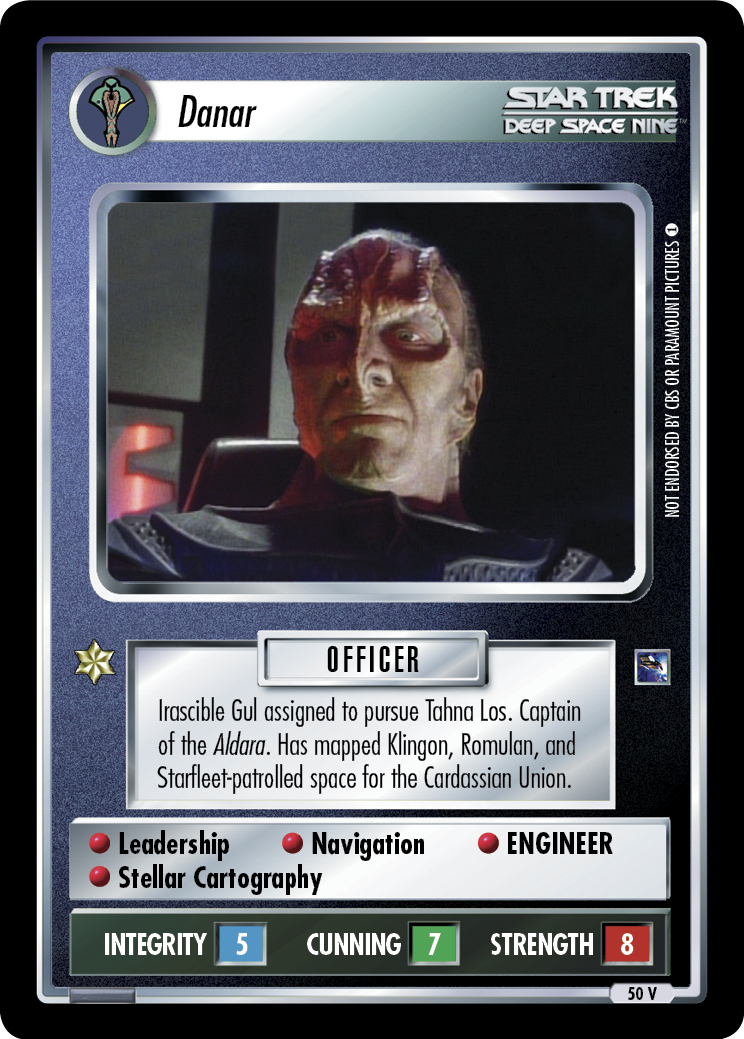 Danar
STAR TREK
DEEP SPACE NINE™
NOT ENDORSED BY CBS OR PARAMOUNT PICTURES 1
OFFICER
Irascible Gul assigned to pursue Tahna Los. Captain
of the Aldara. Has mapped Klingon, Romulan, and
Starfleet-patrolled space for the Cardassian Union.
Leadership Navigation ENGINEER
Stellar Cartography
INTEGRITY 5 CUNNING 7 STRENGTH 8
50 V